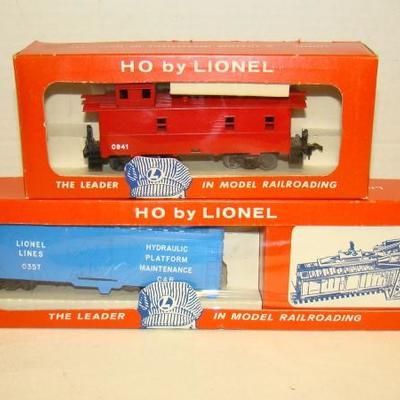 HO by LIONEL
0841
THE LEADER IN MODEL RAILROADING
L
HO by LIONEL
LIONEL
LINES
0357
HYDRAULIC
PLATFORM
MAINTENANCE
CAR
L
THE LEADER IN MODEL RAILROADING